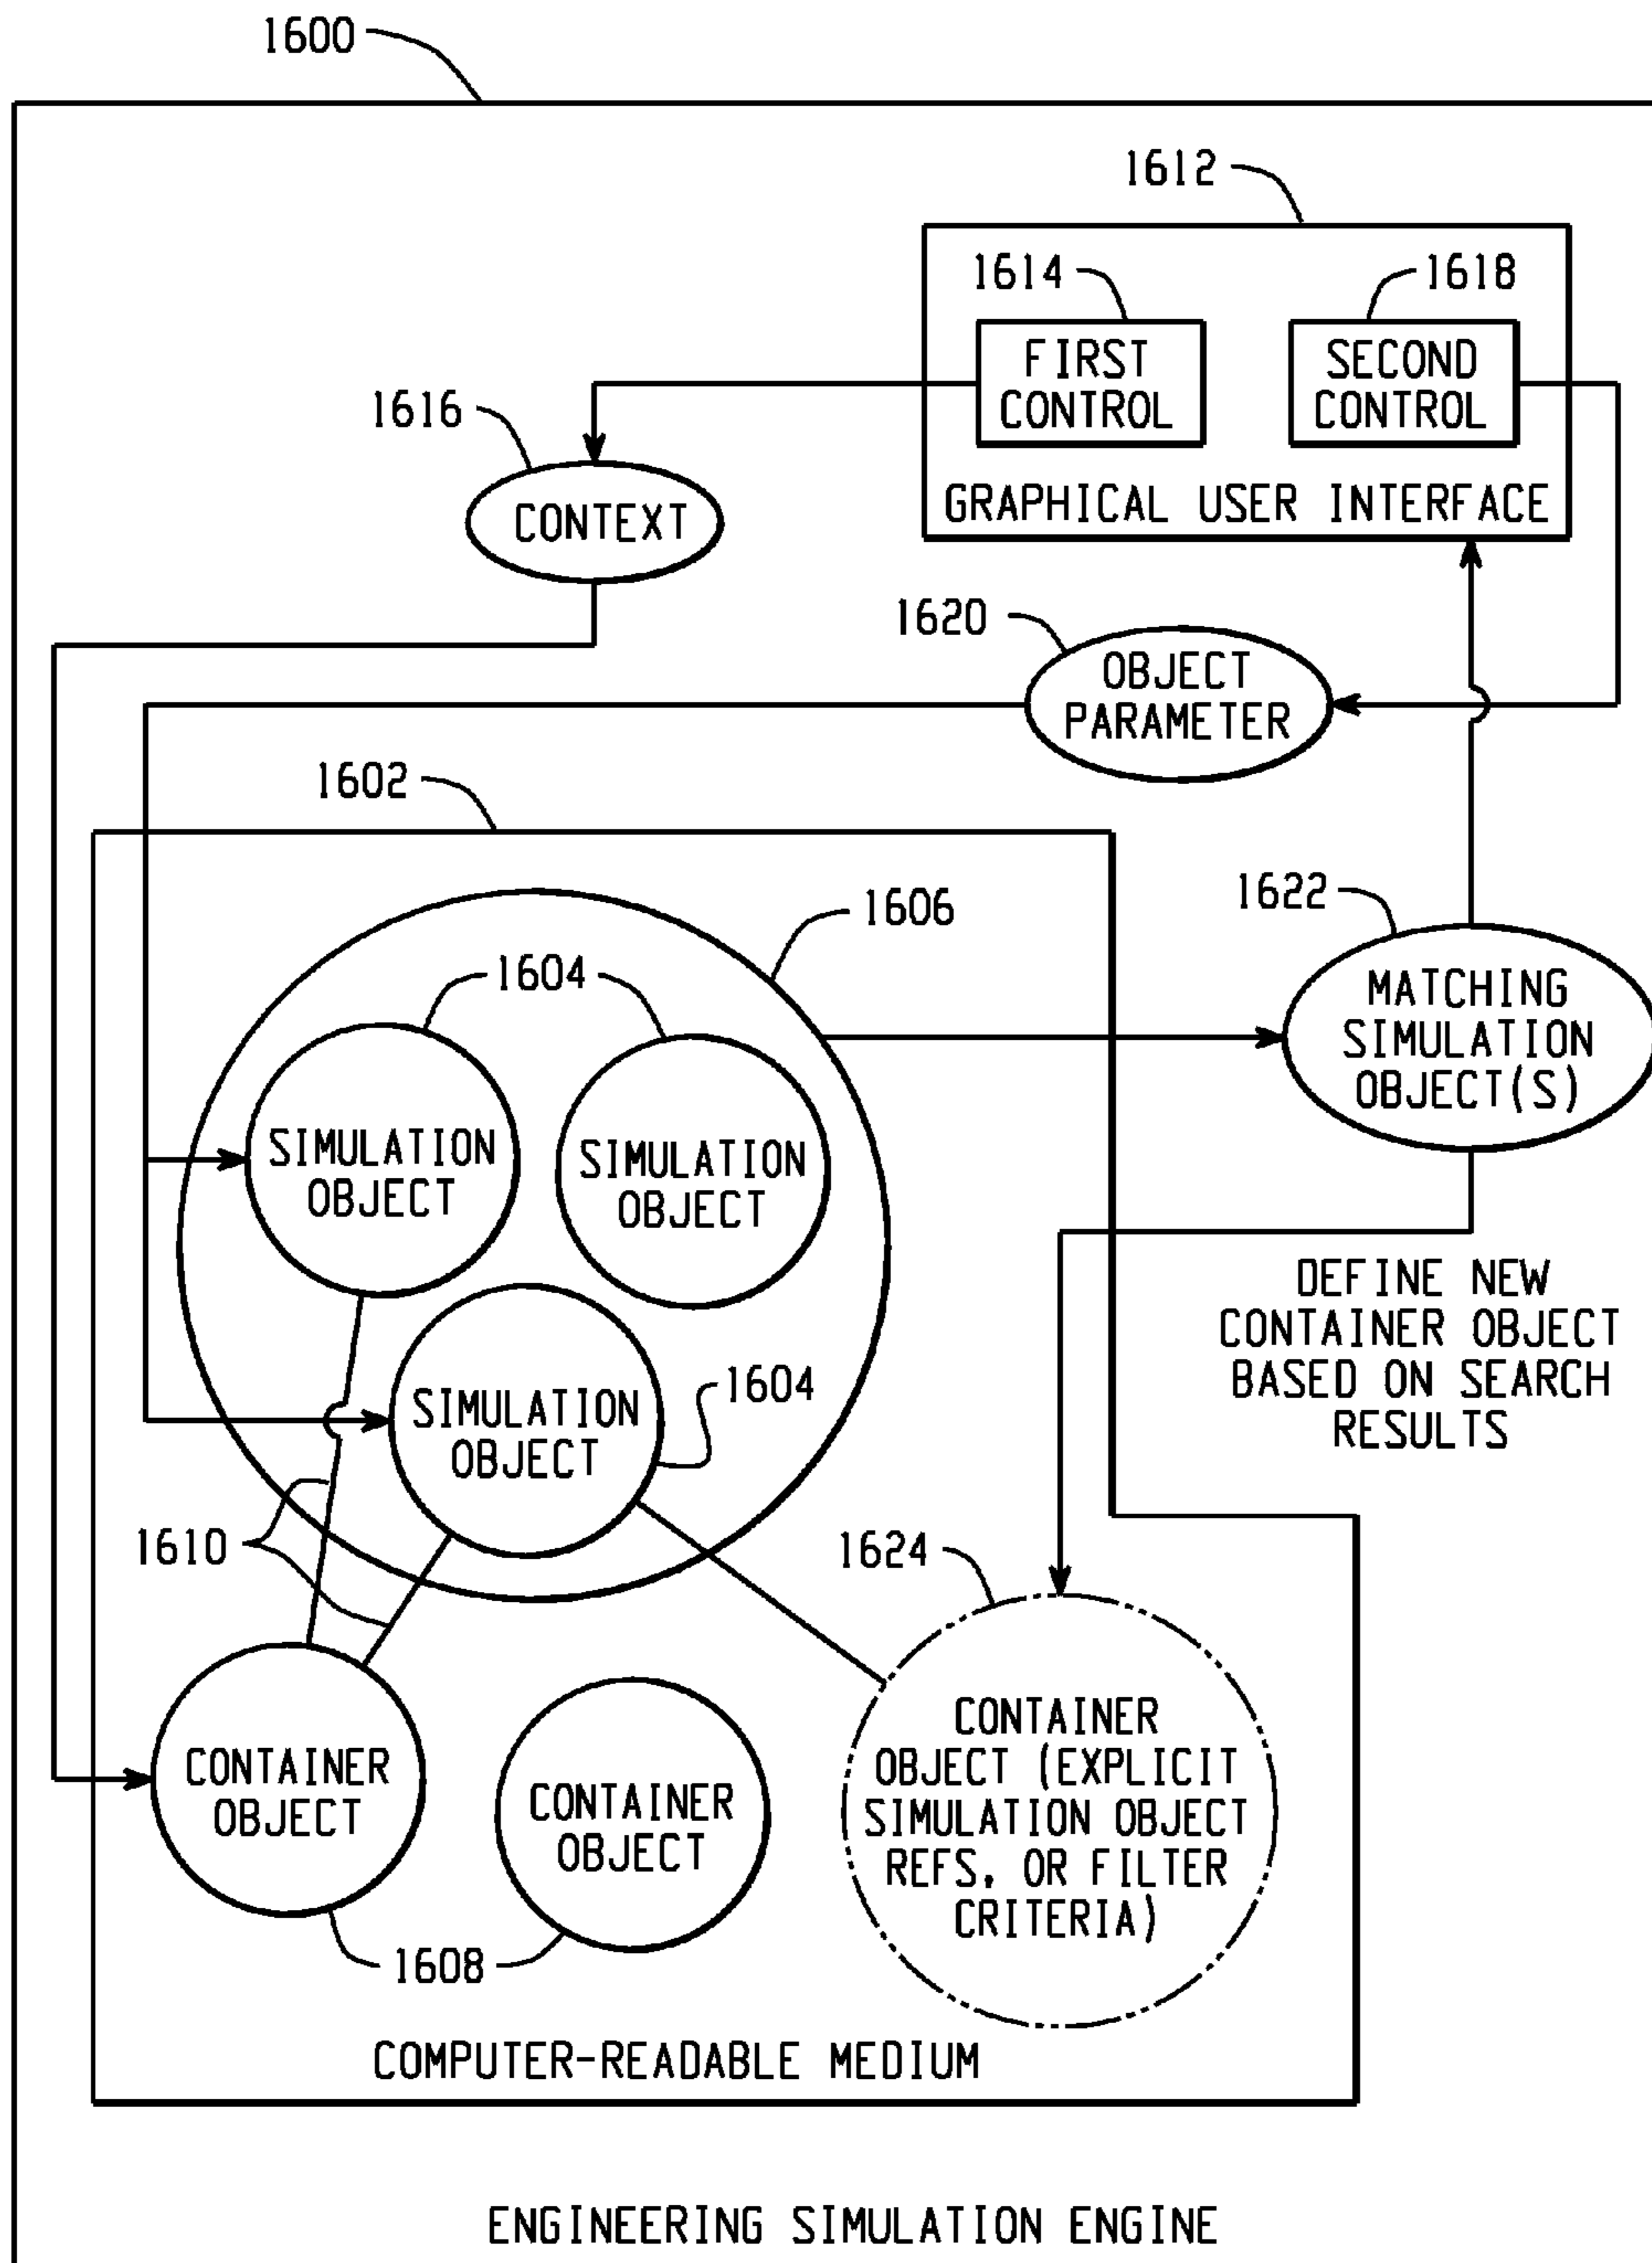 1600
1612
1614
1618
FIRST
CONTROL
SECOND
CONTROL
GRAPHICAL USER INTERFACE
1616
CONTEXT
1620
OBJECT
PARAMETER
1602
1606
1622
1604
MATCHING
SIMULATION
OBJECT(S)
SIMULATION
OBJECT
SIMULATION
OBJECT
DEFINE NEW
CONTAINER OBJECT
BASED ON SEARCH
RESULTS
SIMULATION
OBJECT
1604
1610
1624
CONTAINER
OBJECT
CONTAINER
OBJECT
CONTAINER
OBJECT (EXPLICIT
SIMULATION OBJECT
REFS, OR FILTER
CRITERIA)
1608
COMPUTER-READABLE MEDIUM
ENGINEERING SIMULATION ENGINE